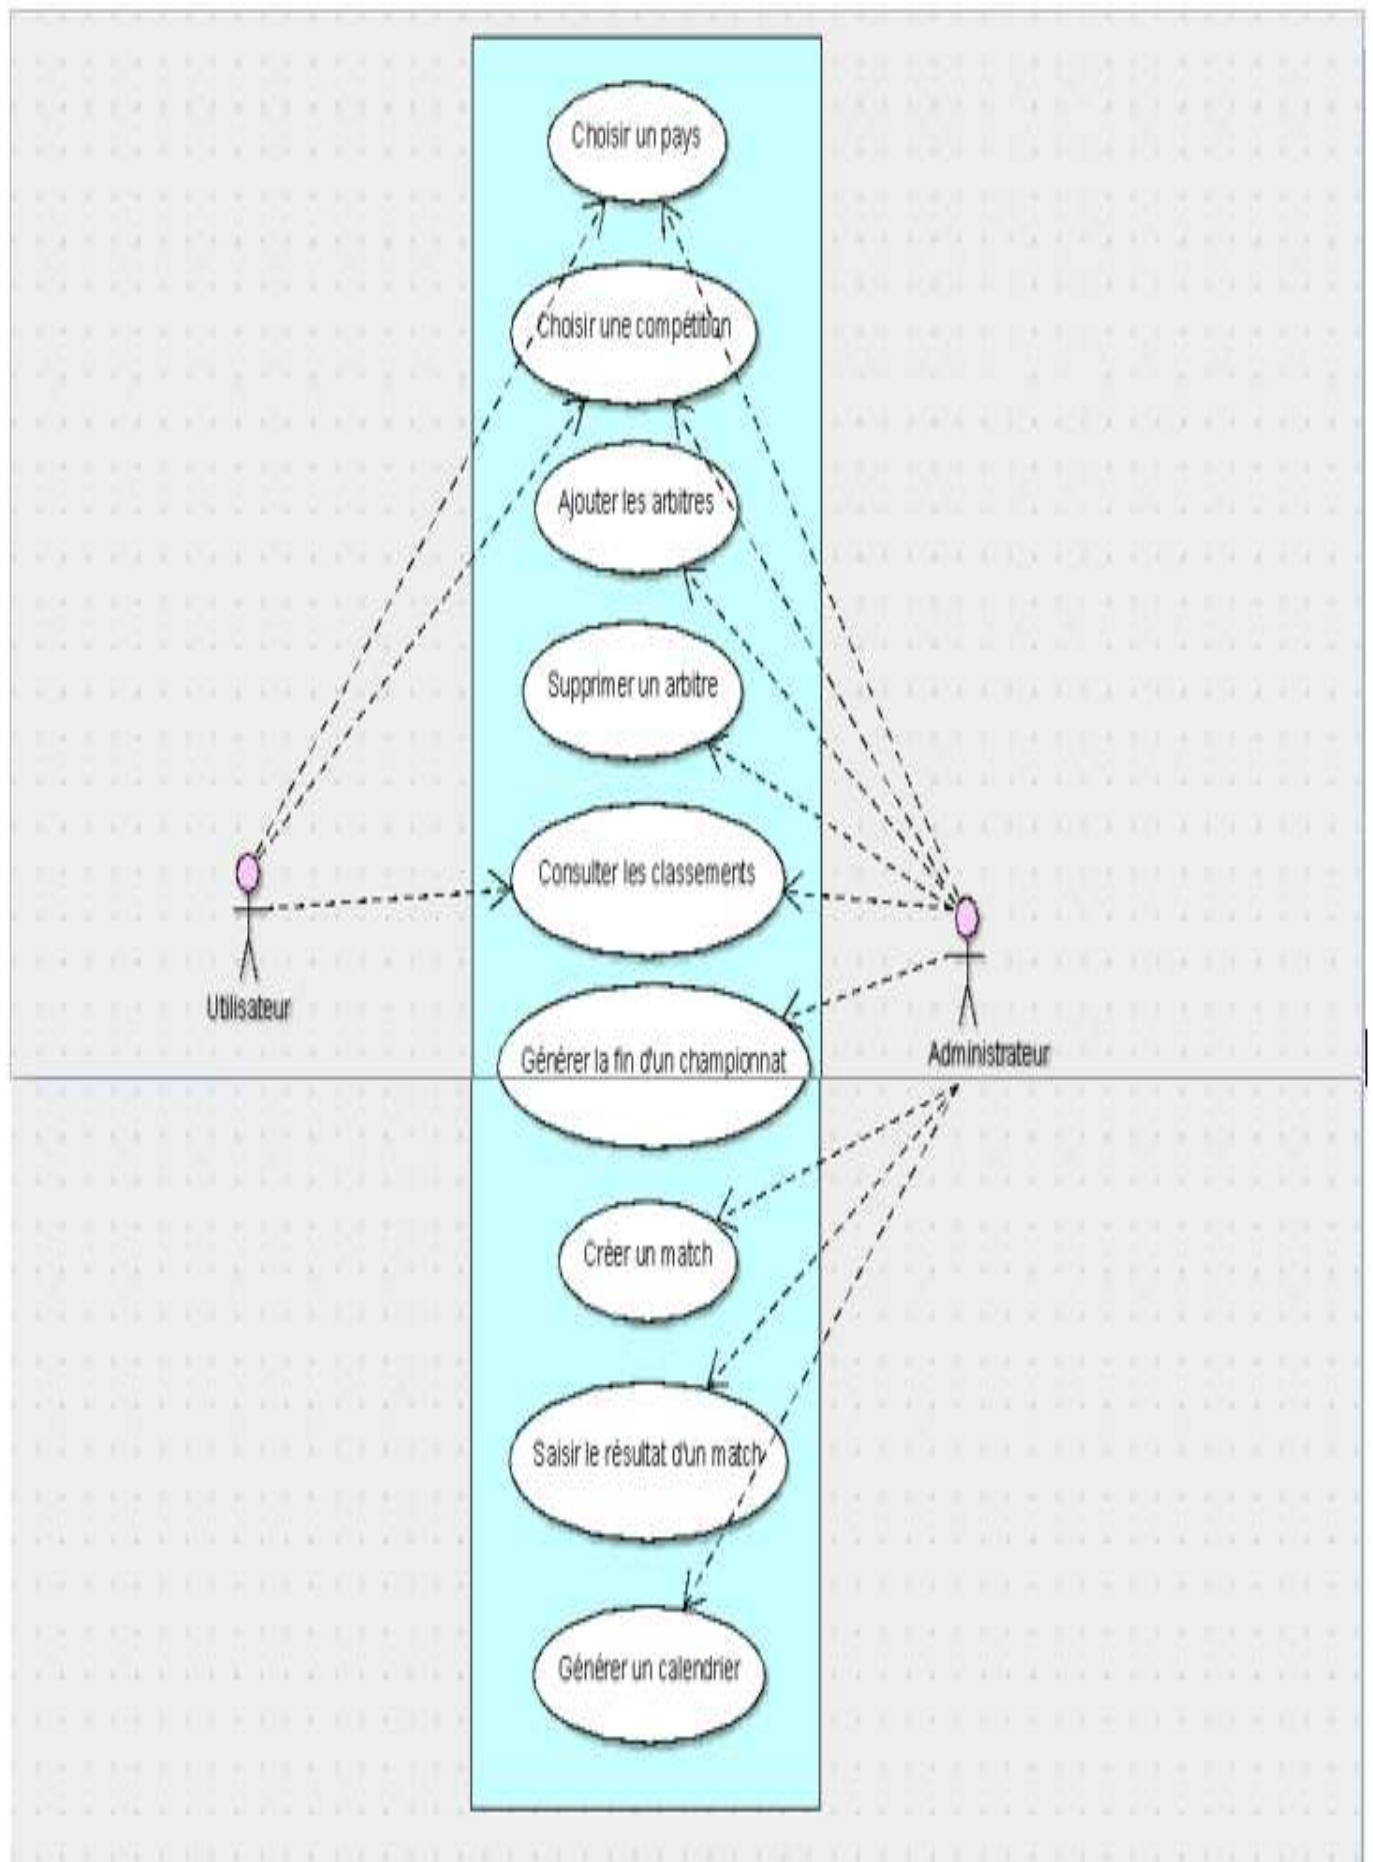 Choisir un pays
Choisir une compétition
Ajouter les arbitres
Supprimer un arbitre
Consulter les classements
Utilisateur
Générer la fin d'un championnat
Administrateur
Créer un match
Saisir le résultat d'un match
Générer un calendrier